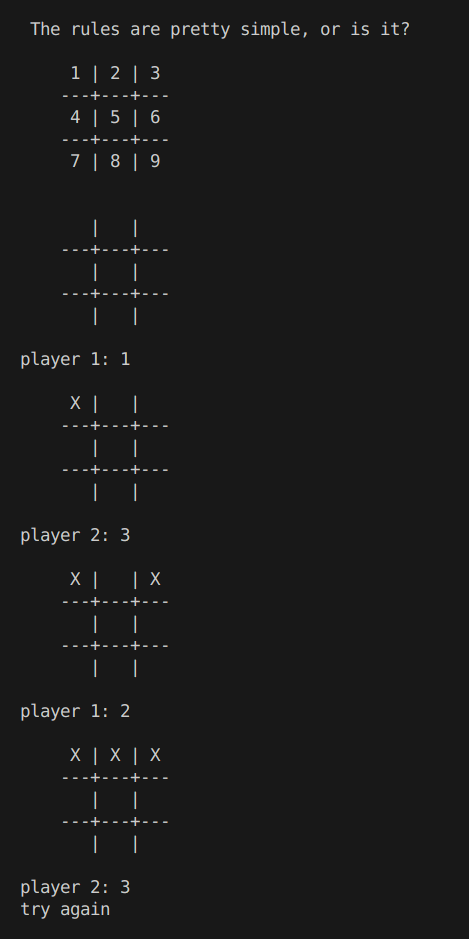 The rules are pretty simple, or is it?
1 | 2 | 3
---+---+---
4 | 5 | 6
---+---+---
7 | 8 | 9
|   |
---+---+---
|   |
---+---+---
|   |
player 1: 1
X |   |
---+---+---
|   |
---+---+---
|   |
player 2: 3
X |   | X
---+---+---
|   |
---+---+---
|   |
player 1: 2
X | X | X
---+---+---
|   |
---+---+---
|   |
player 2: 3
try again